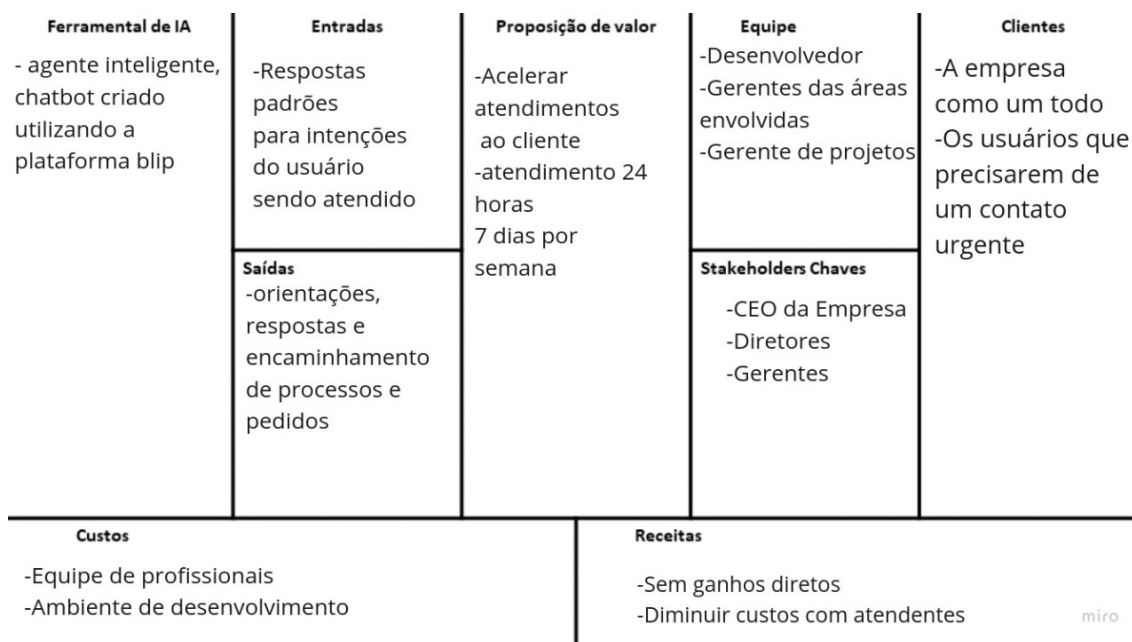 Ferramental de IA
- agente inteligente,
chatbot criado
utilizando a
plataforma blip
Entradas
-Respostas
padrões
para intenções
do usuário
sendo atendido
Saídas
-orientações,
respostas e
encaminhamento
de processos e
pedidos
Proposição de valor
-Acelerar
atendimentos
ao cliente
-atendimento 24
horas
7 dias por
semana
Equipe
-Desenvolvedor
-Gerentes das áreas
envolvidas
-Gerente de projetos
Stakeholders Chaves
-CEO da Empresa
-Diretores
-Gerentes
Clientes
-A empresa
como um todo
-Os usuários que
precisarem de
um contato
urgente
Custos
-Equipe de profissionais
-Ambiente de desenvolvimento
Receitas
-Sem ganhos diretos
-Diminuir custos com atendentes
miro